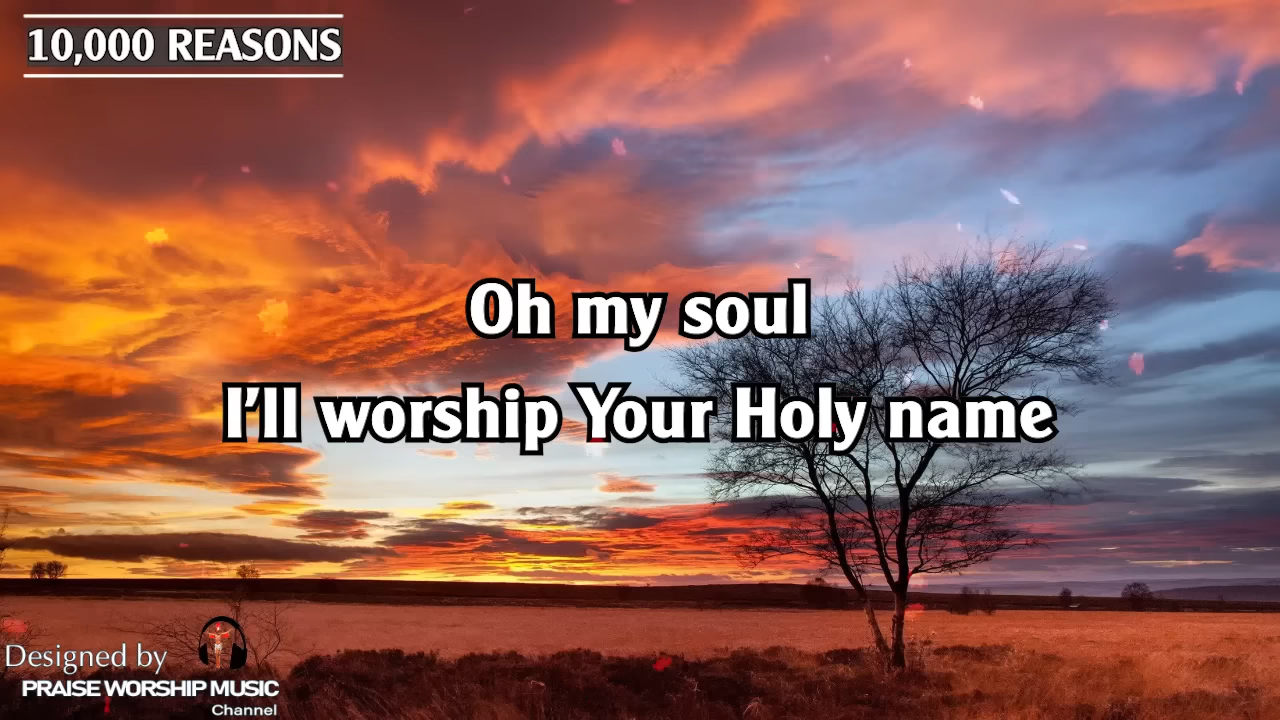 10,000 REASONS
Oh my soul
I'll worship Your Holy name
Designed by
PRAISE WORSHIP MUSIC
Channel